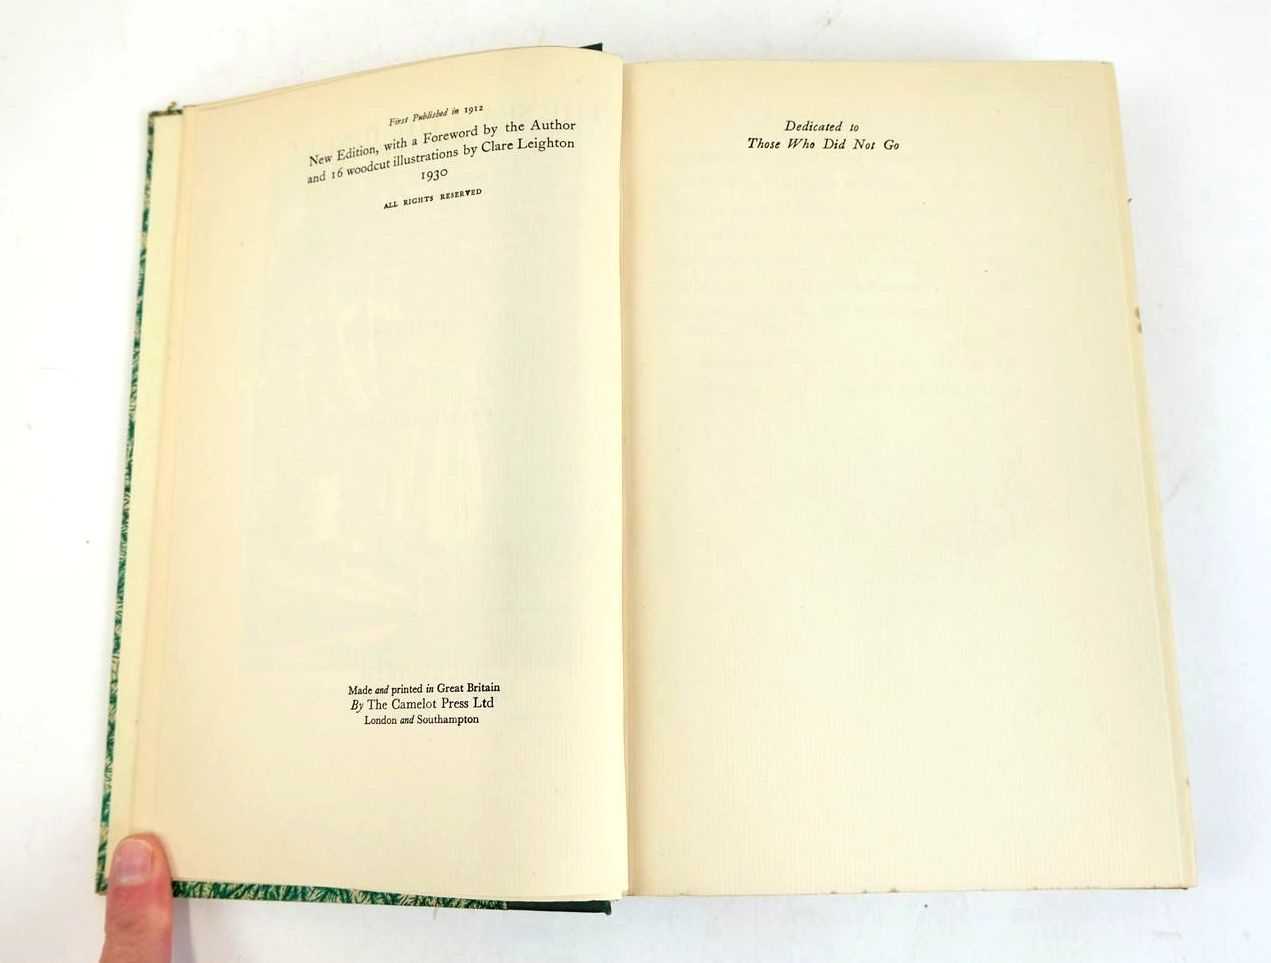 First Published in 1912
New Edition, with a Foreword by the Author
and 16 woodcut illustrations by Clare Leighton
1930
ALL RIGHTS RESERVED
Made and printed in Great Britain
By The Camelot Press Ltd
London and Southampton
Dedicated to
Those Who Did Not Go